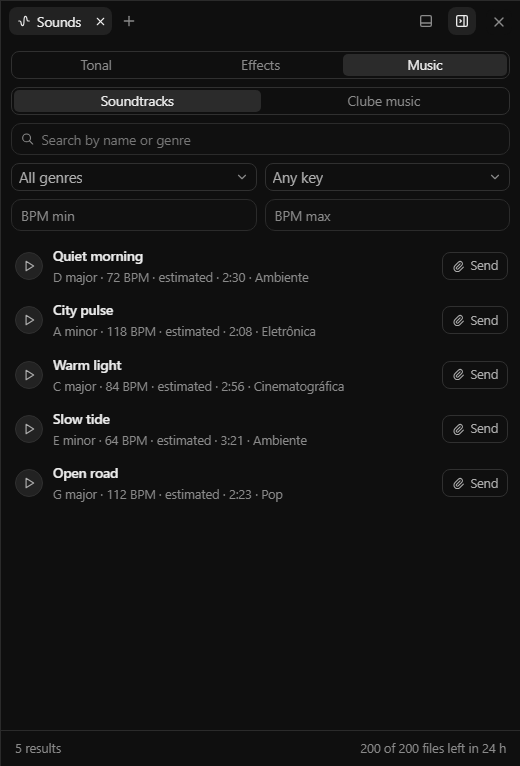 Sounds
Tonal Effects Music
Soundtracks Clube music
Search by name or genre
All genres Any key
BPM min BPM max
Quiet morning
D major · 72 BPM · estimated · 2:30 · Ambiente
Send
City pulse
A minor · 118 BPM · estimated · 2:08 · Eletrônica
Send
Warm light
C major · 84 BPM · estimated · 2:56 · Cinematográfica
Send
Slow tide
E minor · 64 BPM · estimated · 3:21 · Ambiente
Send
Open road
G major · 112 BPM · estimated · 2:23 · Pop
Send
5 results 200 of 200 files left in 24 h